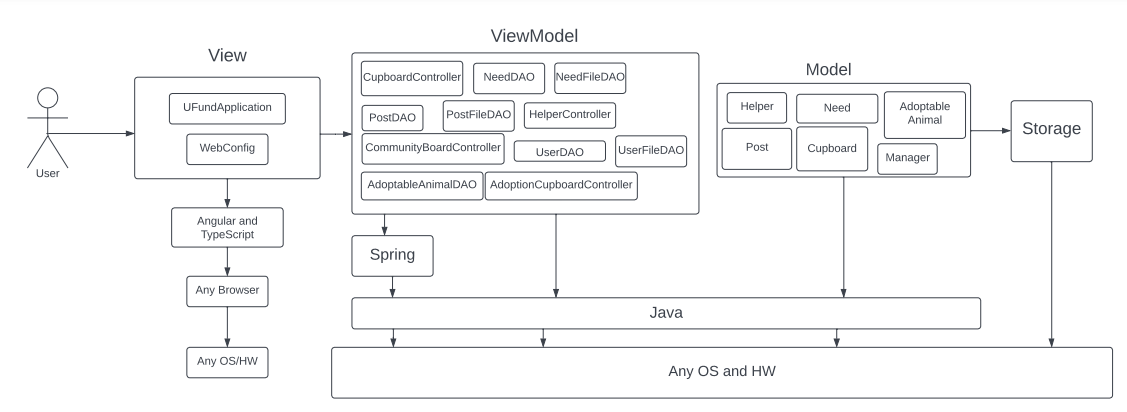 View
ViewModel
Model
User
UFundApplication
WebConfig
CupboardController
NeedDAO
NeedFileDAO
PostDAO
PostFileDAO
HelperController
CommunityBoardController
UserDAO
UserFileDAO
AdoptableAnimalDAO
AdoptionCupboardController
Helper
Need
Adoptable
Animal
Post
Cupboard
Manager
Storage
Angular and
TypeScript
Spring
Any Browser
Java
Any OS/HW
Any OS and HW